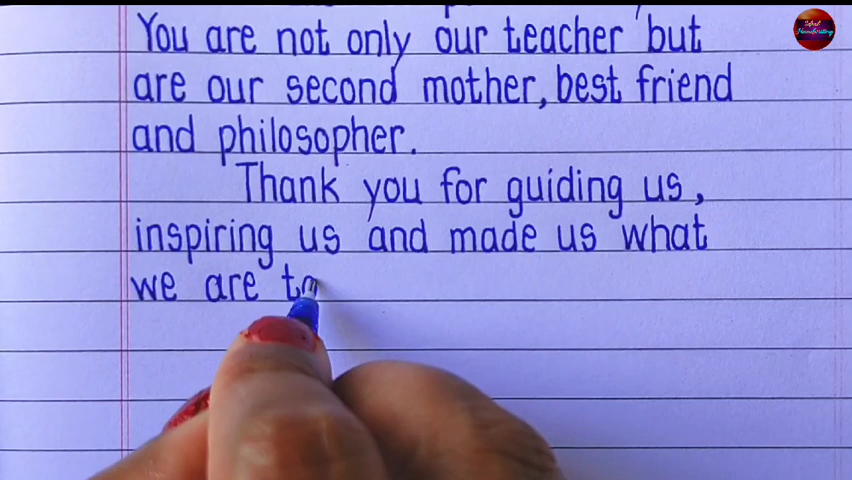 You are not only our teacher but
are our second mother, best friend
and philosopher.
Thank you for guiding us,
inspiring us and made us what
we are